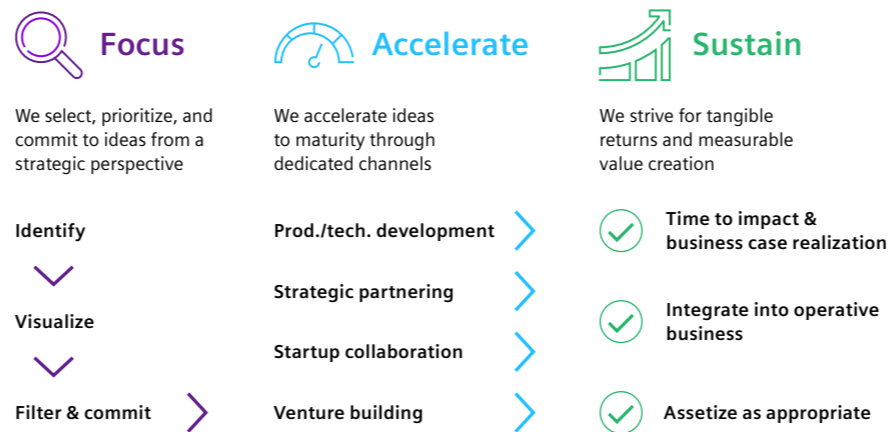 Focus
We select, prioritize, and
commit to ideas from a
strategic perspective
Identify
Visualize
Filter & commit
Accelerate
We accelerate ideas
to maturity through
dedicated channels
Prod./tech. development
Strategic partnering
Startup collaboration
Venture building
Sustain
We strive for tangible
returns and measurable
value creation
Time to impact &
business case realization
Integrate into operative
business
Assetize as appropriate